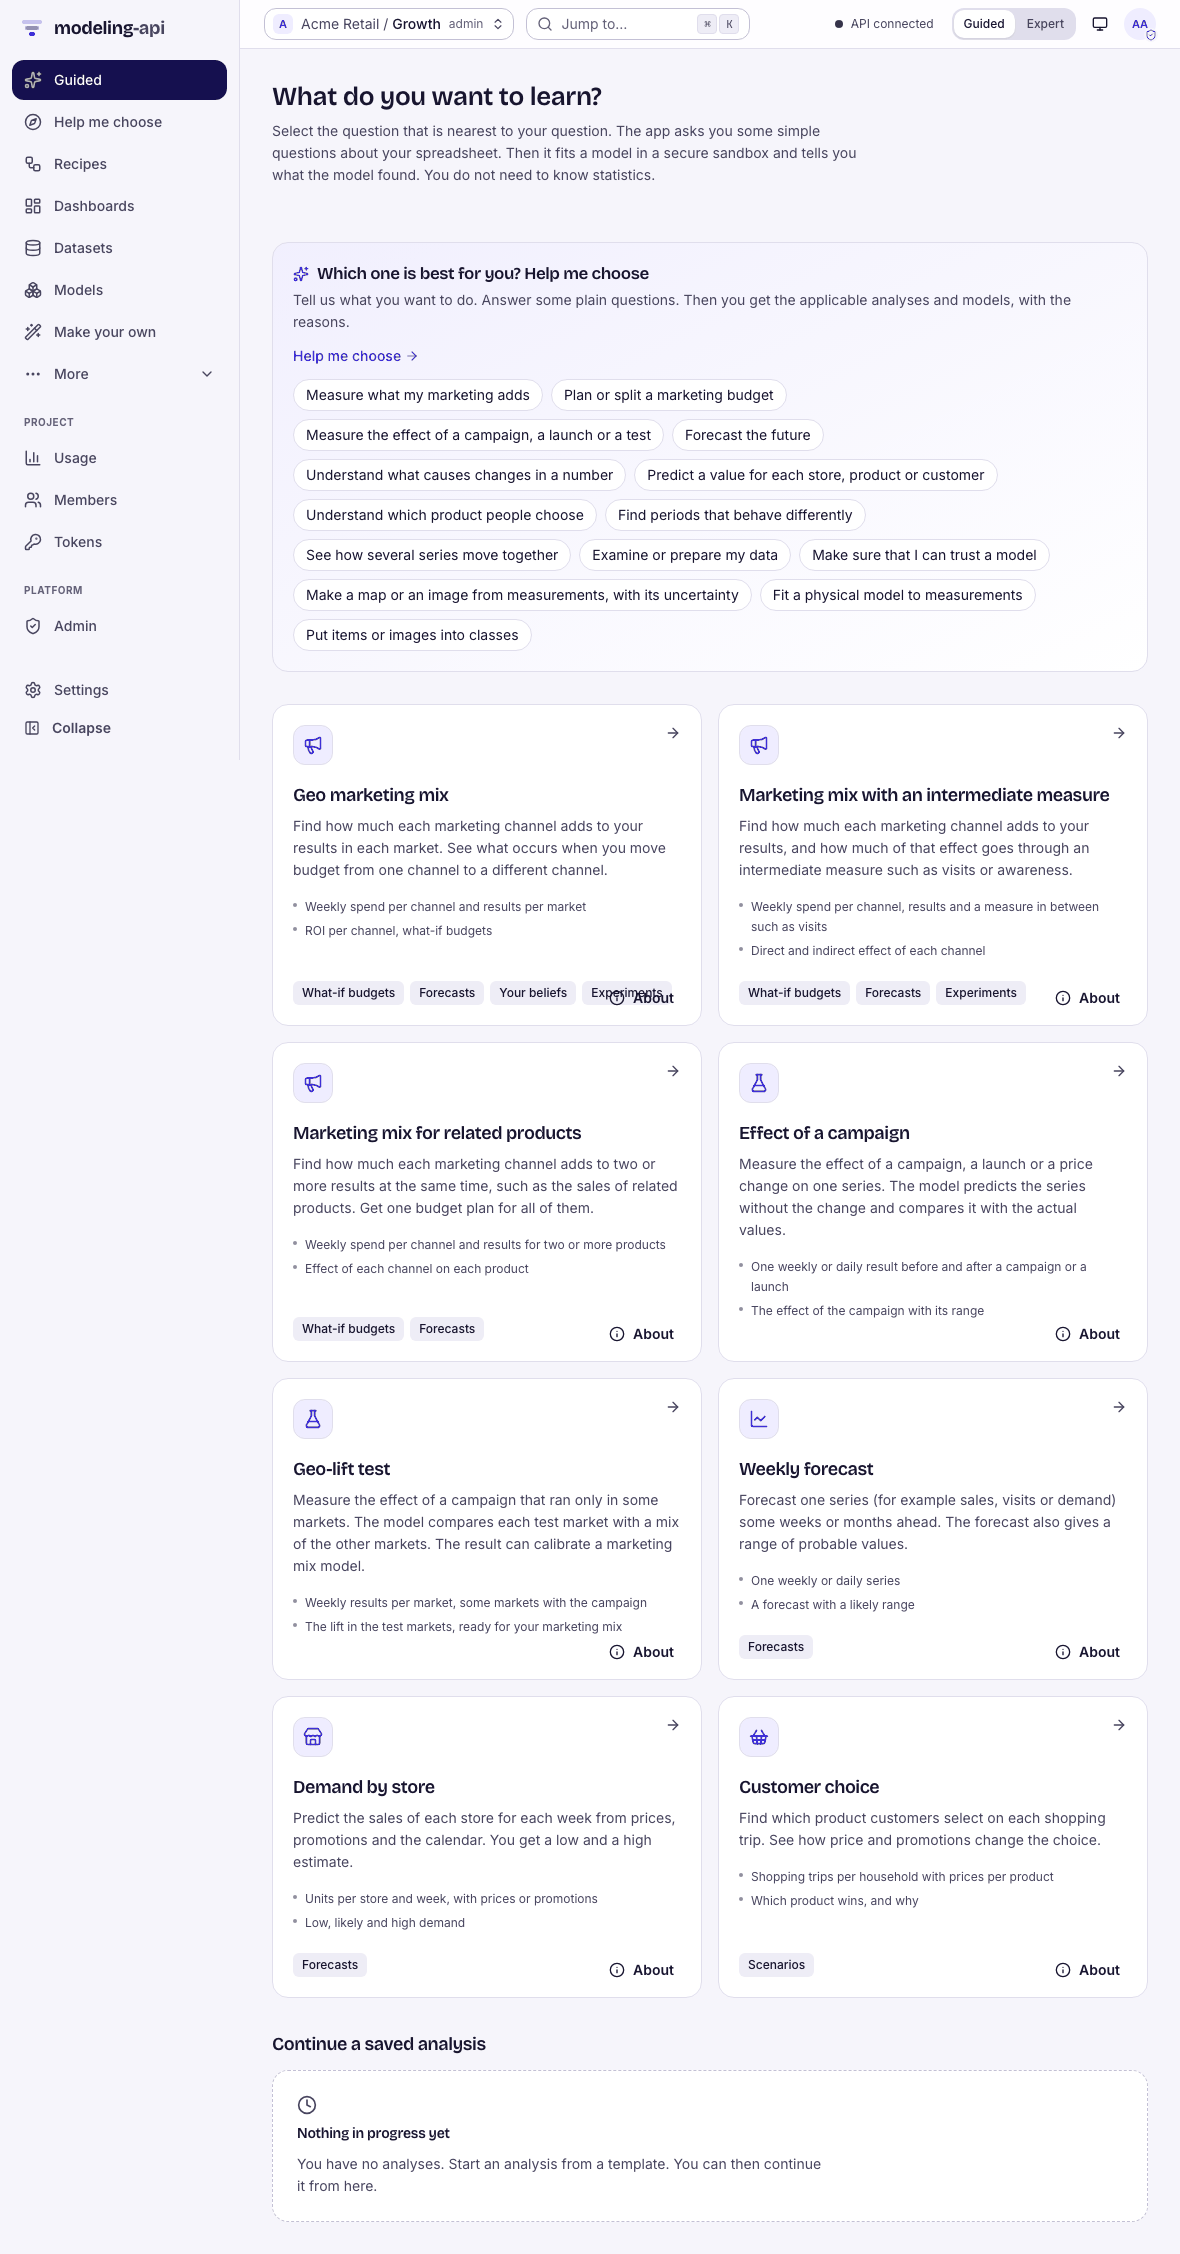 modeling-api
Acme Retail / Growth admin
Jump to...
⌘ K
API connected
Guided Expert
AA
Guided
Help me choose
Recipes
Dashboards
Datasets
Models
Make your own
More
PROJECT
Usage
Members
Tokens
PLATFORM
Admin
Settings
Collapse
What do you want to learn?
Select the question that is nearest to your question. The app asks you some simple
questions about your spreadsheet. Then it fits a model in a secure sandbox and tells you
what the model found. You do not need to know statistics.
Which one is best for you? Help me choose
Tell us what you want to do. Answer some plain questions. Then you get the applicable analyses and models, with the
reasons.
Help me choose →
Measure what my marketing adds
Plan or split a marketing budget
Measure the effect of a campaign, a launch or a test
Forecast the future
Understand what causes changes in a number
Predict a value for each store, product or customer
Understand which product people choose
Find periods that behave differently
See how several series move together
Examine or prepare my data
Make sure that I can trust a model
Make a map or an image from measurements, with its uncertainty
Fit a physical model to measurements
Put items or images into classes
Geo marketing mix
Find how much each marketing channel adds to your
results in each market. See what occurs when you move
budget from one channel to a different channel.
• Weekly spend per channel and results per market
• ROI per channel, what-if budgets
What-if budgets Forecasts Your beliefs Experiments
About
Marketing mix with an intermediate measure
Find how much each marketing channel adds to your
results, and how much of that effect goes through an
intermediate measure such as visits or awareness.
• Weekly spend per channel, results and a measure in between
such as visits
• Direct and indirect effect of each channel
What-if budgets Forecasts Experiments
About
Marketing mix for related products
Find how much each marketing channel adds to two or
more results at the same time, such as the sales of related
products. Get one budget plan for all of them.
• Weekly spend per channel and results for two or more products
• Effect of each channel on each product
What-if budgets Forecasts
About
Effect of a campaign
Measure the effect of a campaign, a launch or a price
change on one series. The model predicts the series
without the change and compares it with the actual
values.
• One weekly or daily result before and after a campaign or a
launch
• The effect of the campaign with its range
About
Geo-lift test
Measure the effect of a campaign that ran only in some
markets. The model compares each test market with a mix
of the other markets. The result can calibrate a marketing
mix model.
• Weekly results per market, some markets with the campaign
• The lift in the test markets, ready for your marketing mix
About
Weekly forecast
Forecast one series (for example sales, visits or demand)
some weeks or months ahead. The forecast also gives a
range of probable values.
• One weekly or daily series
• A forecast with a likely range
Forecasts
About
Demand by store
Predict the sales of each store for each week from prices,
promotions and the calendar. You get a low and a high
estimate.
• Units per store and week, with prices or promotions
• Low, likely and high demand
Forecasts
About
Customer choice
Find which product customers select on each shopping
trip. See how price and promotions change the choice.
• Shopping trips per household with prices per product
• Which product wins, and why
Scenarios
About
Continue a saved analysis
Nothing in progress yet
You have no analyses. Start an analysis from a template. You can then continue
it from here.